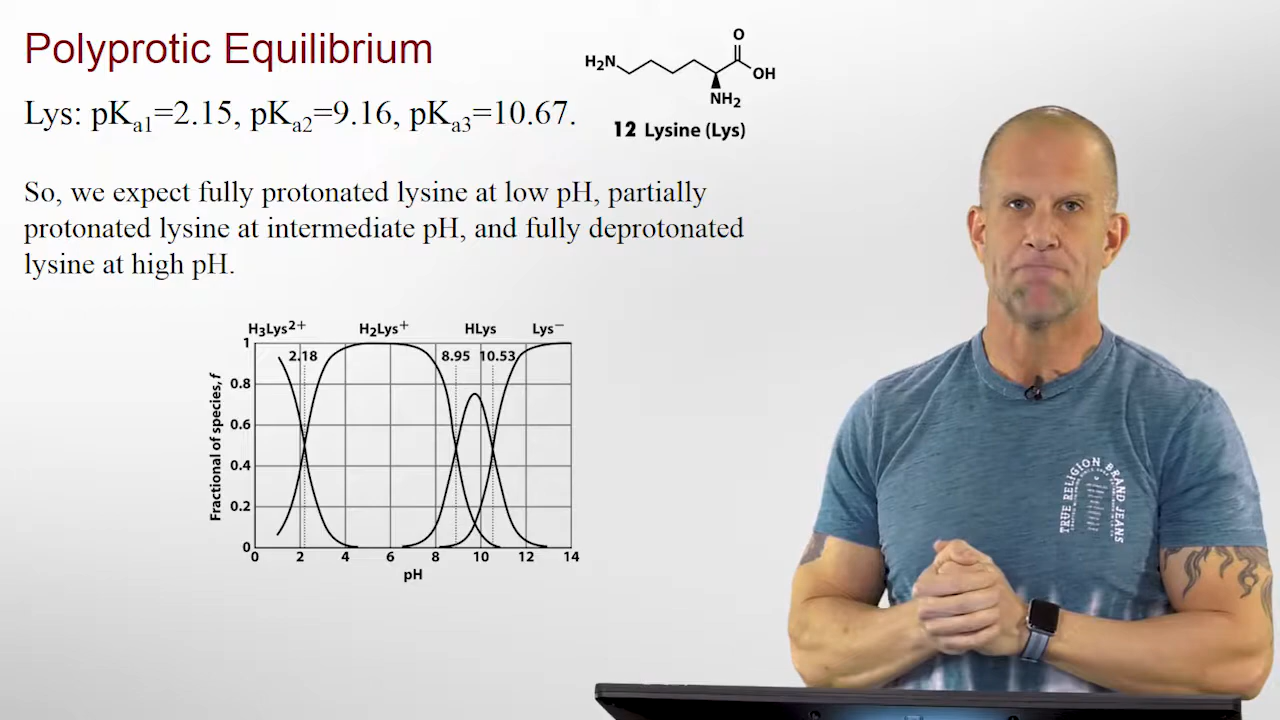 Polyprotic Equilibrium
O
H₂N
OH
NH₂
12 Lysine (Lys)
Lys: pKₐ₁=2.15, pKₐ₂=9.16, pKₐ₃=10.67.
So, we expect fully protonated lysine at low pH, partially
protonated lysine at intermediate pH, and fully deprotonated
lysine at high pH.
H₃Lys²⁺ H₂Lys⁺ HLys Lys⁻
2.18 8.95 10.53
Fractional of species, f
1
0.8
0.6
0.4
0.2
0
0 2 4 6 8 10 12 14
pH
TRUE RELIGION BRAND JEANS